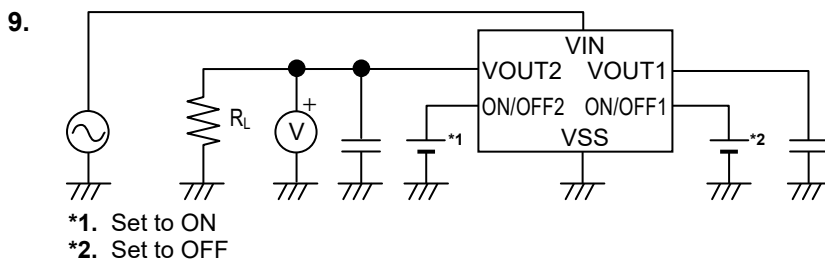 9.
VIN
VOUT2 VOUT1
ON/OFF2 ON/OFF1
VSS
RL
+
V
*1
*2
*1. Set to ON
*2. Set to OFF